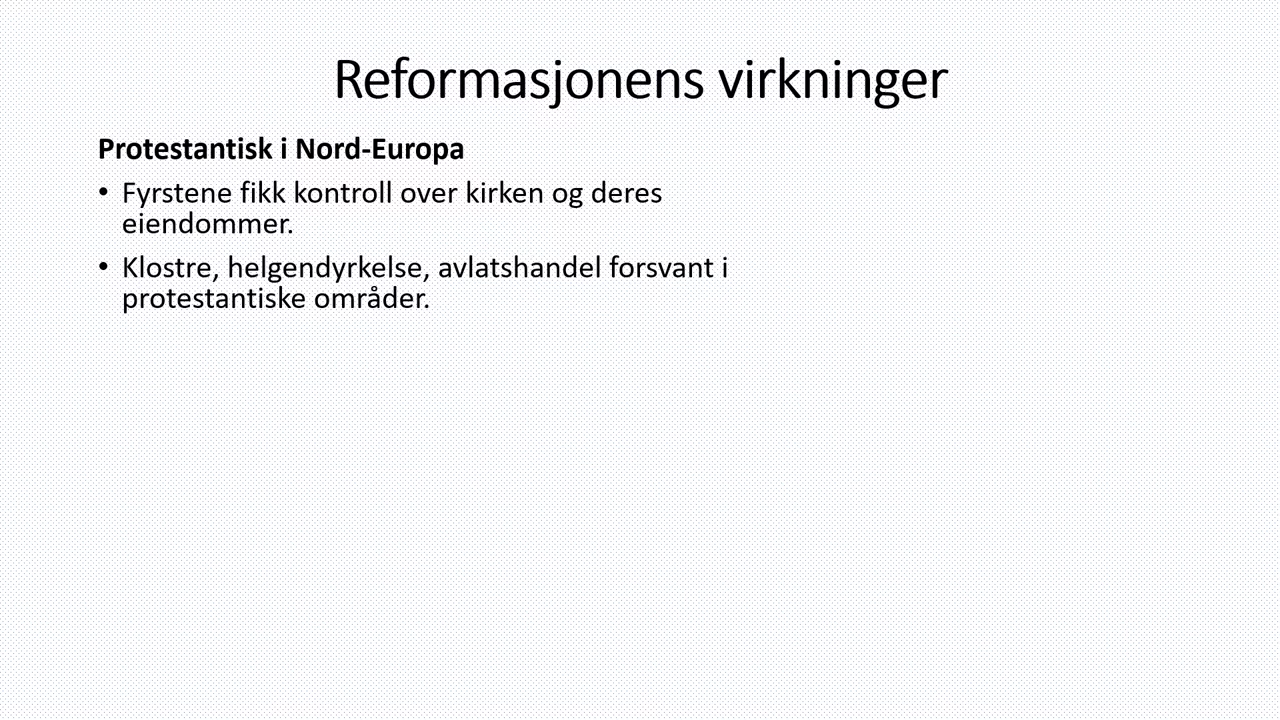 Reformasjonens virkninger
Protestantisk i Nord-Europa
• Fyrstene fikk kontroll over kirken og deres
eiendommer.
• Klostre, helgendyrkelse, avlatshandel forsvant i
protestantiske områder.